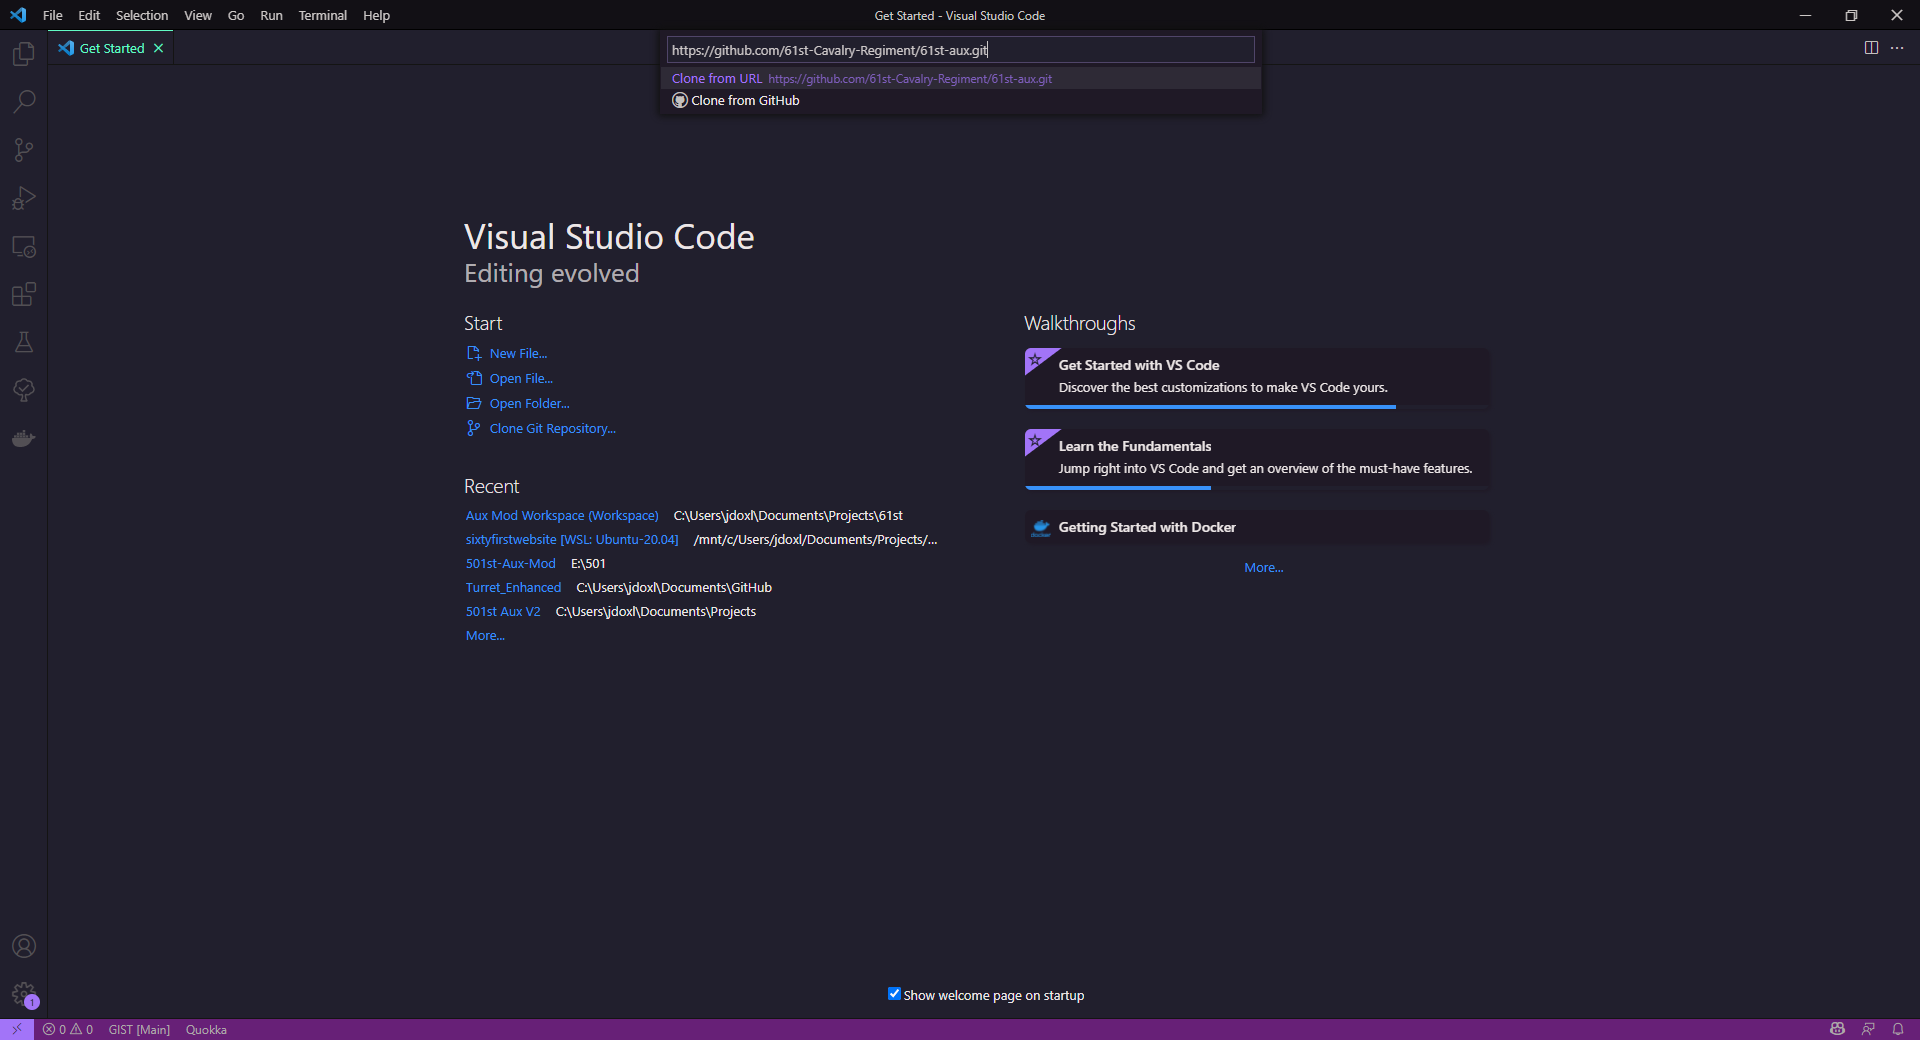 File Edit Selection View Go Run Terminal Help
Get Started - Visual Studio Code
Get Started
https://github.com/61st-Cavalry-Regiment/61st-aux.git
Clone from URL https://github.com/61st-Cavalry-Regiment/61st-aux.git
Clone from GitHub
Visual Studio Code
Editing evolved
Start
New File...
Open File...
Open Folder...
Clone Git Repository...
Recent
Aux Mod Workspace (Workspace) C:\Users\jdoxl\Documents\Projects\61st
sixtyfirstwebsite [WSL: Ubuntu-20.04] /mnt/c/Users/jdoxl/Documents/Projects/...
501st-Aux-Mod E:\501
Turret_Enhanced C:\Users\jdoxl\Documents\GitHub
501st Aux V2 C:\Users\jdoxl\Documents\Projects
More...
Walkthroughs
Get Started with VS Code
Discover the best customizations to make VS Code yours.
Learn the Fundamentals
Jump right into VS Code and get an overview of the must-have features.
docker
Getting Started with Docker
More...
Show welcome page on startup
1
0 0 GIST [Main] Quokka